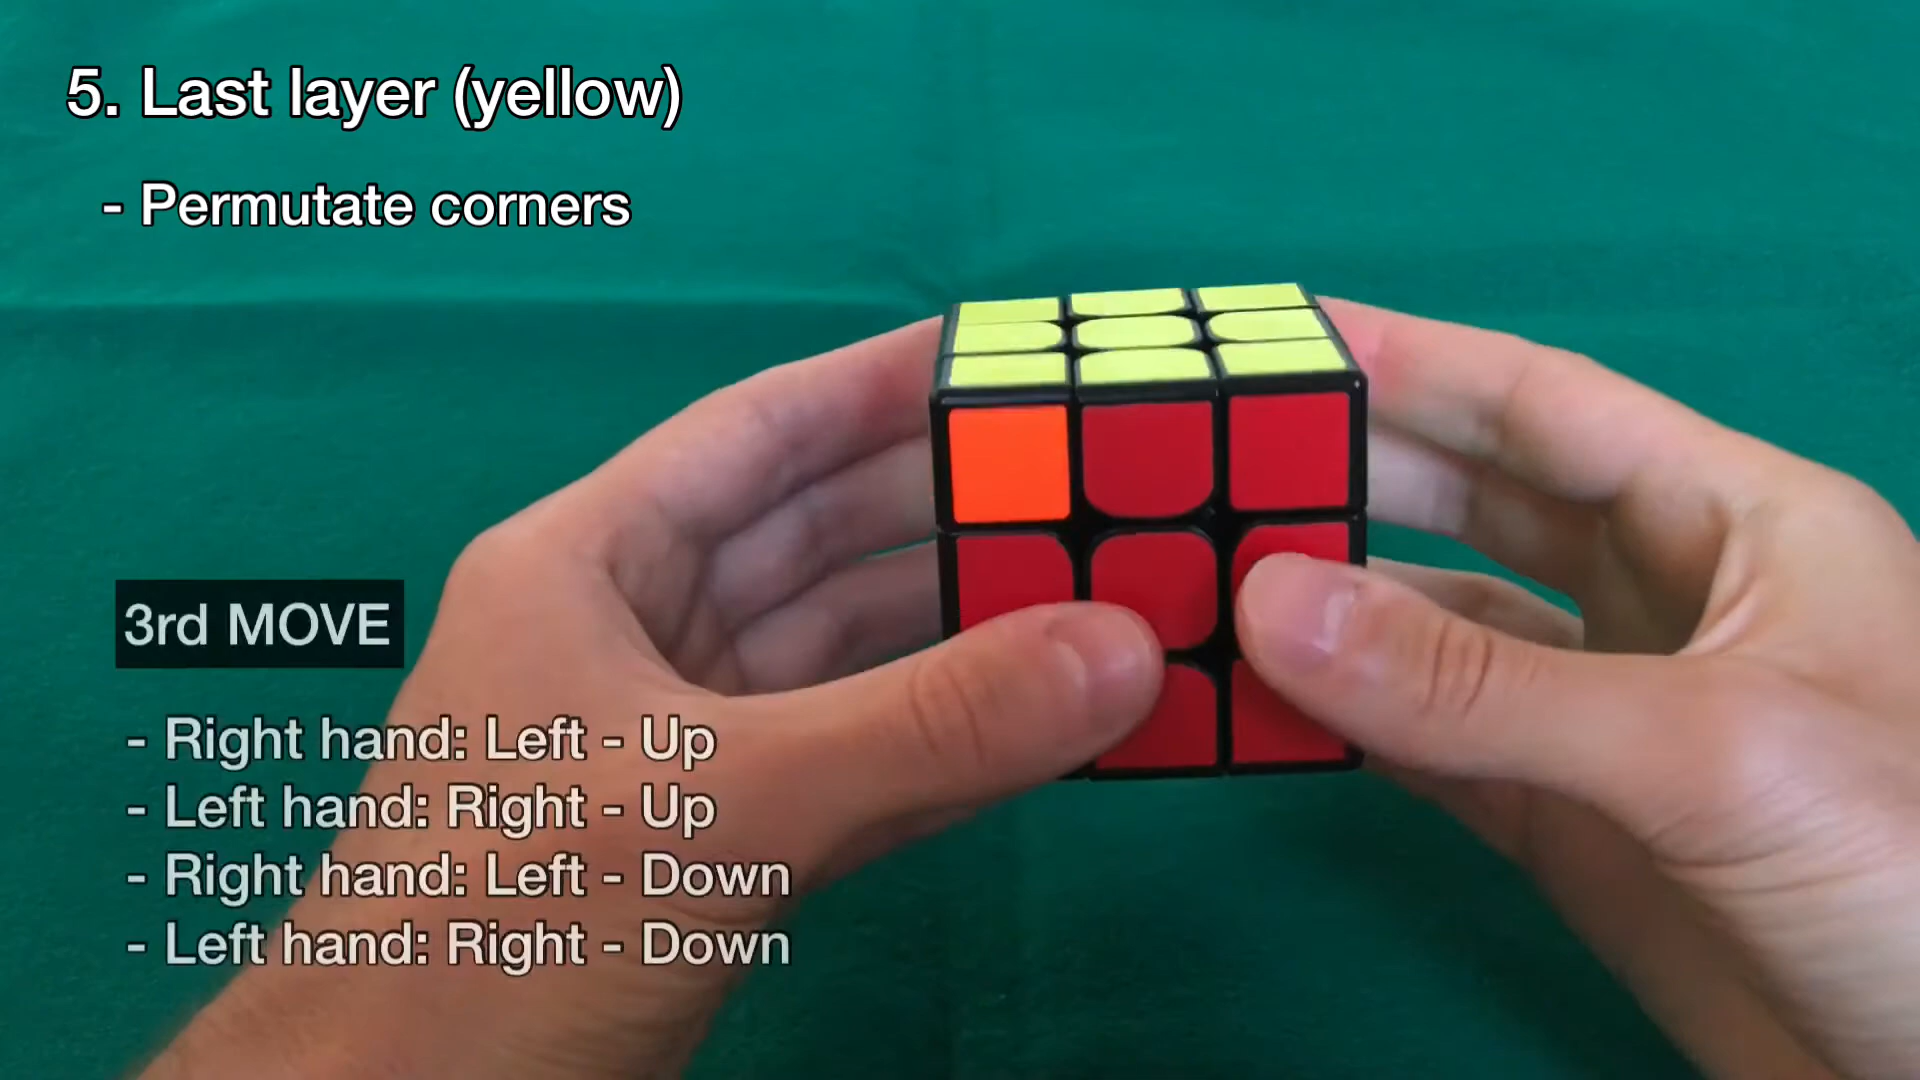 5. Last layer (yellow)
- Permutate corners
3rd MOVE
- Right hand: Left - Up
- Left hand: Right - Up
- Right hand: Left - Down
- Left hand: Right - Down